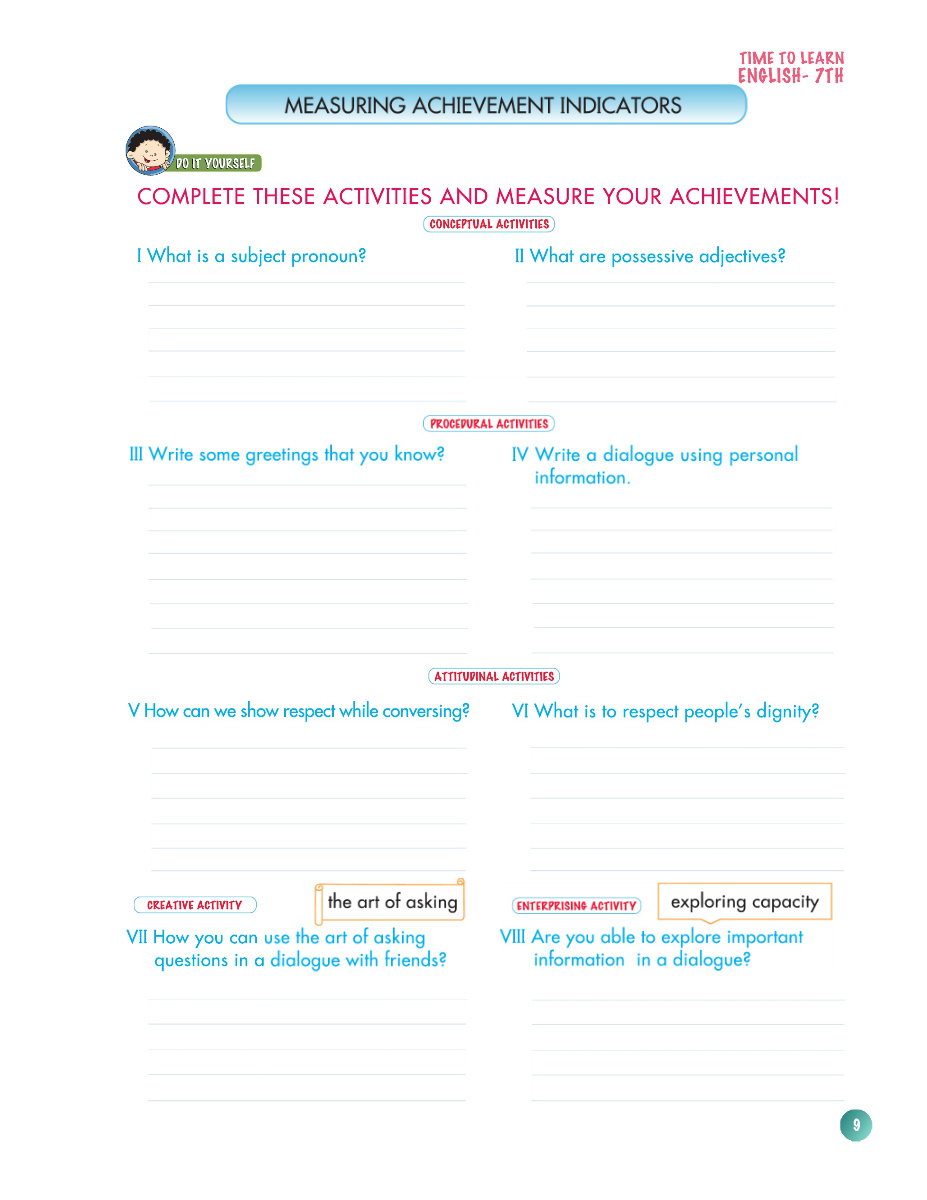 TIME TO LEARN
ENGLISH- 7TH
MEASURING ACHIEVEMENT INDICATORS
DO IT YOURSELF
COMPLETE THESE ACTIVITIES AND MEASURE YOUR ACHIEVEMENTS!
CONCEPTUAL ACTIVITIES
I What is a subject pronoun?
II What are possessive adjectives?
PROCEDURAL ACTIVITIES
III Write some greetings that you know?
IV Write a dialogue using personal
information.
ATTITUDINAL ACTIVITIES
V How can we show respect while conversing?
VI What is to respect people's dignity?
CREATIVE ACTIVITY
the art of asking
VII How you can use the art of asking
questions in a dialogue with friends?
ENTERPRISING ACTIVITY
exploring capacity
VIII Are you able to explore important
information in a dialogue?
9